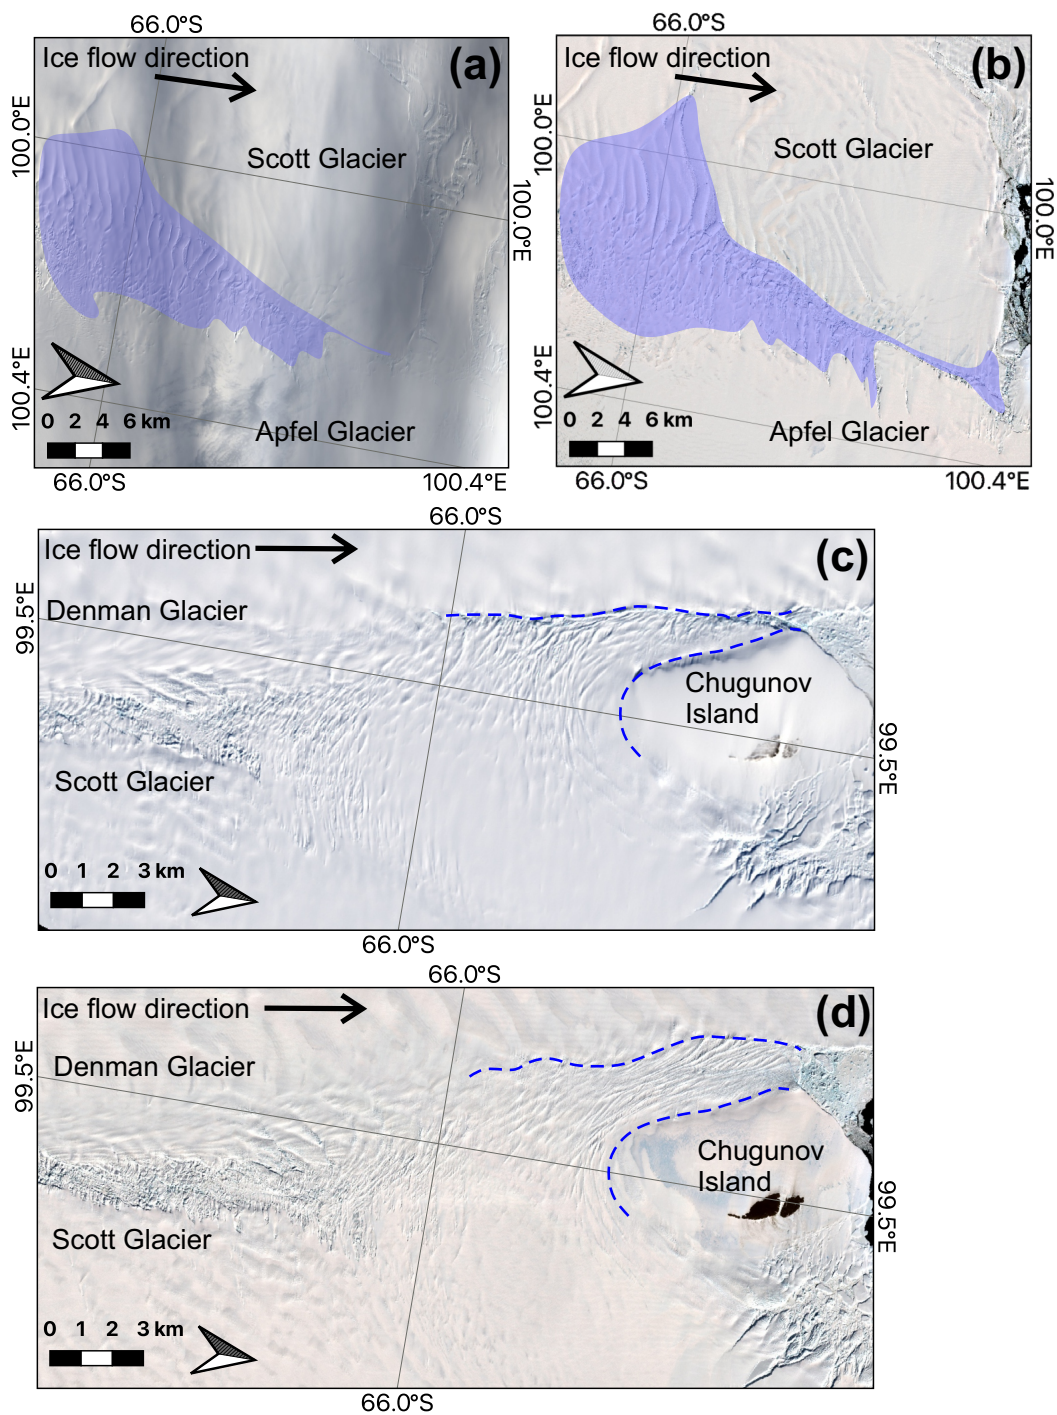 66.0°S
66.0°S
Ice flow direction
(a)
Ice flow direction
(b)
100.0°E
100.0°E
Scott Glacier
Scott Glacier
100.0°E
100.0°E
100.4°E
100.4°E
0 2 4 6 km
0 2 4 6 km
Apfel Glacier
Apfel Glacier
66.0°S
100.4°E
66.0°S
100.4°E
66.0°S
Ice flow direction
(c)
99.5°E
Denman Glacier
Chugunov
Island
99.5°E
Scott Glacier
0 1 2 3 km
66.0°S
66.0°S
Ice flow direction
(d)
99.5°E
Denman Glacier
Chugunov
Island
99.5°E
Scott Glacier
0 1 2 3 km
66.0°S